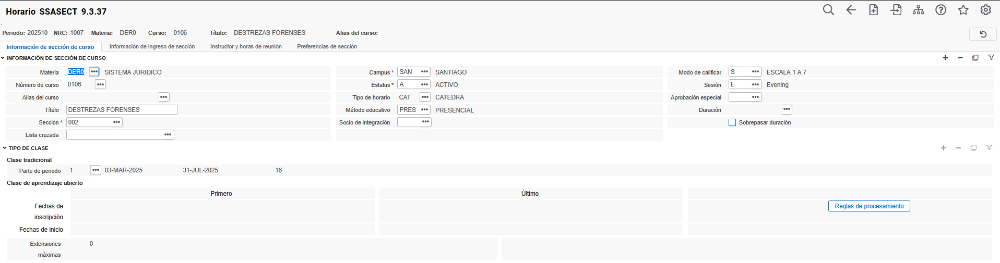 Horario SSASECT 9.3.37
.
Periodo: 202510 NRC: 1007 Materia: DER0 Curso: 0106 Título: DESTREZAS FORENSES Alias del curso:
Información de sección de curso Información de ingreso de sección Instructor y horas de reunión Preferencias de sección
INFORMACIÓN DE SECCIÓN DE CURSO
Materia DER0 ••• SISTEMA JURIDICO Campus * SAN ••• SANTIAGO Modo de calificar S ••• ESCALA 1 A 7
Número de curso 0106 ••• Estatus * A ••• ACTIVO Sesión E ••• Evening
Alias del curso ••• Tipo de horario CAT ••• CATEDRA Aprobación especial •••
Título DESTREZAS FORENSES Método educativo PRES ••• PRESENCIAL Duración •••
Sección * 002 ••• Socio de integración ••• Sobrepasar duración
Lista cruzada •••
TIPO DE CLASE
Clase tradicional
Parte de periodo 1 ••• 03-MAR-2025 31-JUL-2025 16
Clase de aprendizaje abierto
Primero Último
Fechas de inscripción Reglas de procesamiento
Fechas de inicio
Extensiones máximas 0